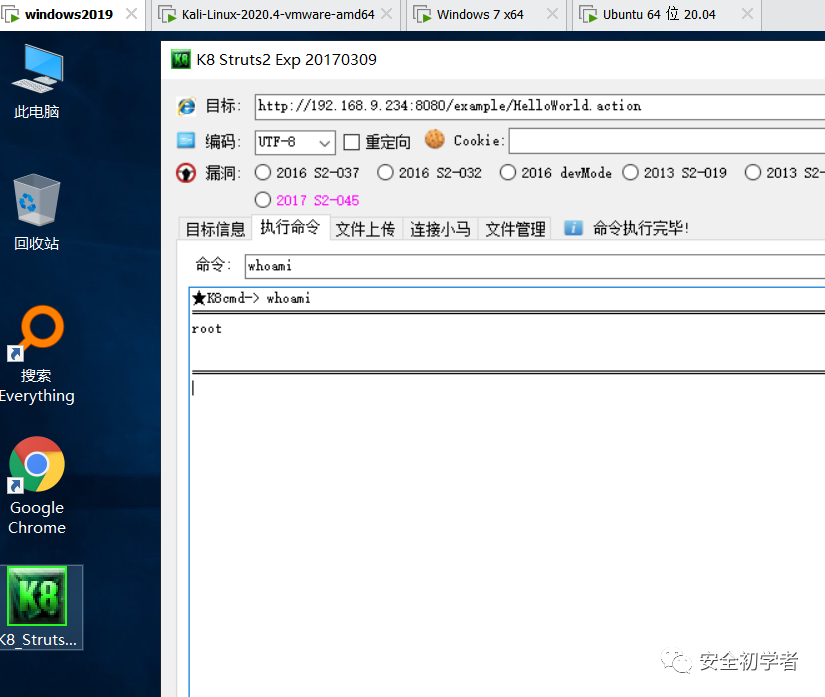 windows2019
Kali-Linux-2020.4-vmware-amd64
Windows 7 x64
Ubuntu 64 位 20.04
此电脑
回收站
搜索
Everything
Google
Chrome
K8_Struts...
K8 Struts2 Exp 20170309
目标: http://192.168.9.234:8080/example/HelloWorld.action
编码: UTF-8 重定向 Cookie:
漏洞: 2016 S2-037 2016 S2-032 2016 devMode 2013 S2-019 2013 S2-
2017 S2-045
目标信息 执行命令 文件上传 连接小马 文件管理 命令执行完毕!
命令: whoami
★K8cmd-> whoami
root
安全初学者